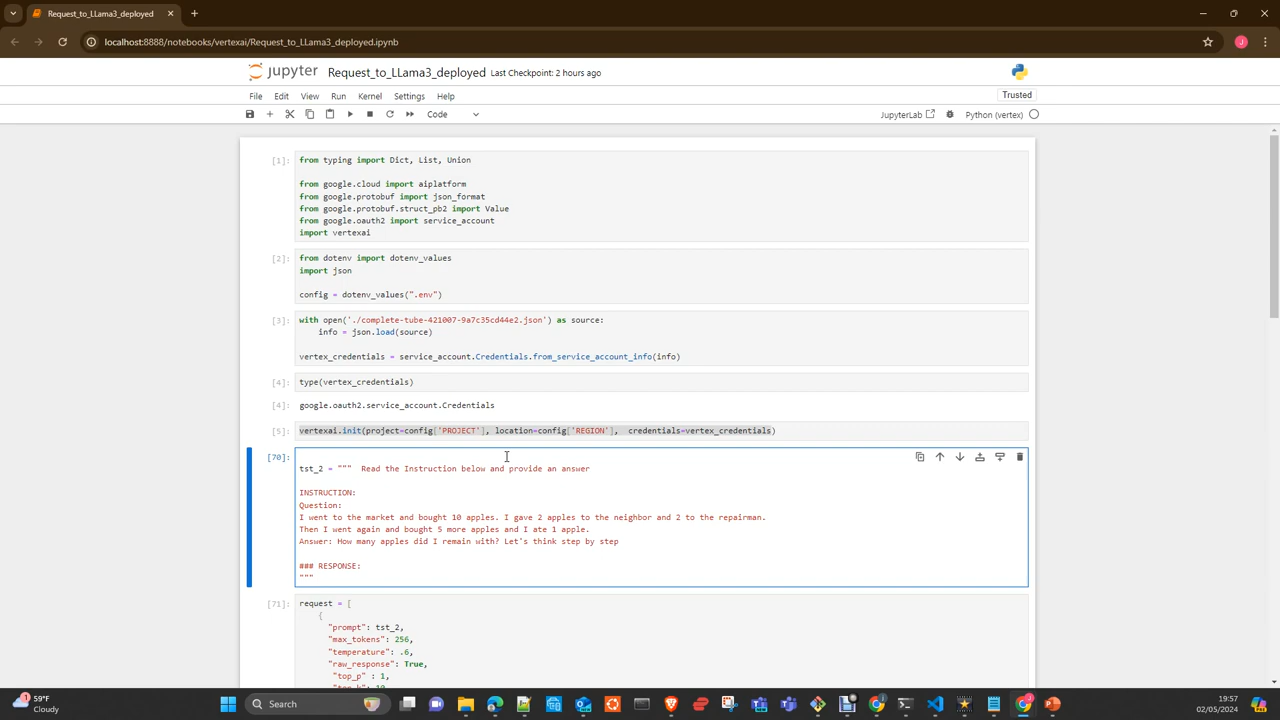 Request_to_LLama3_deployed
localhost:8888/notebooks/vertexai/Request_to_LLama3_deployed.ipynb
J
jupyter Request_to_LLama3_deployed Last Checkpoint: 2 hours ago
File Edit View Run Kernel Settings Help Trusted
Code JupyterLab Python (vertex)
[1]: from typing import Dict, List, Union
from google.cloud import aiplatform
from google.protobuf import json_format
from google.protobuf.struct_pb2 import Value
from google.oauth2 import service_account
import vertexai
[2]: from dotenv import dotenv_values
import json
config = dotenv_values(".env")
[3]: with open('./complete-tube-421007-9a7c35cd44e2.json') as source:
info = json.load(source)
vertex_credentials = service_account.Credentials.from_service_account_info(info)
[4]: type(vertex_credentials)
[4]: google.oauth2.service_account.Credentials
[5]: vertexai.init(project=config['PROJECT'], location=config['REGION'],  credentials=vertex_credentials)
[70]:
tst_2 = """  Read the Instruction below and provide an answer
INSTRUCTION:
Question:
I went to the market and bought 10 apples. I gave 2 apples to the neighbor and 2 to the repairman.
Then I went again and bought 5 more apples and I ate 1 apple.
Answer: How many apples did I remain with? Let's think step by step
### RESPONSE:
"""
[71]: request = [
{
"prompt": tst_2,
"max_tokens": 256,
"temperature": .6,
"raw_response": True,
"top_p" : 1,
59°F
Cloudy
Search
19:57
02/05/2024